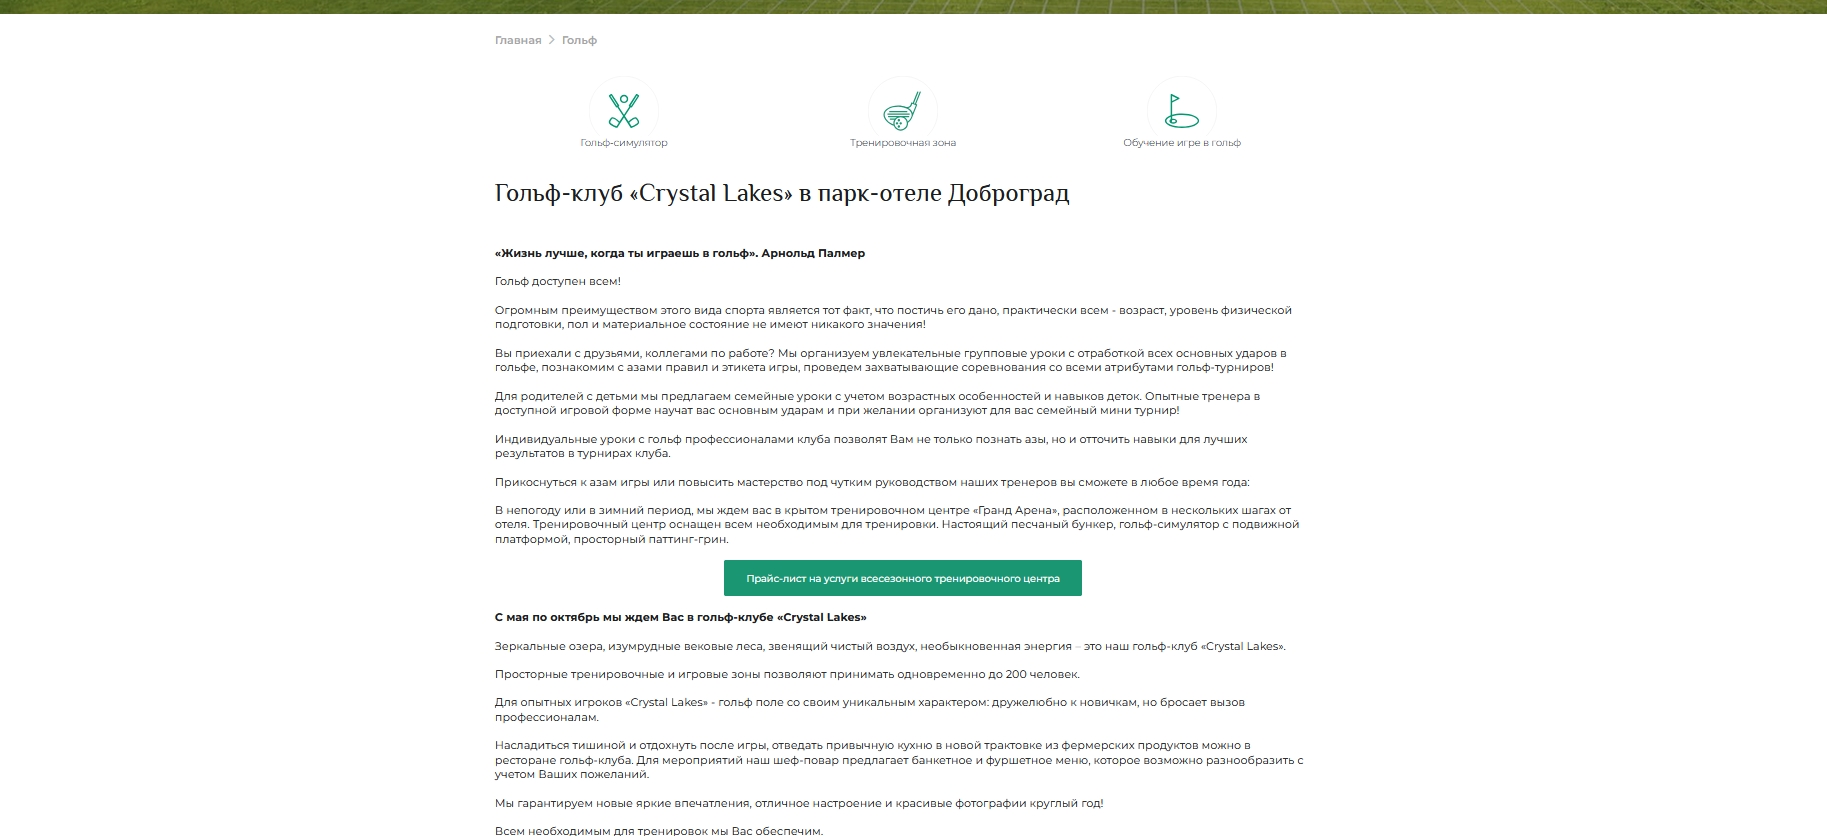 Главная > Гольф
Гольф-симулятор
Тренировочная зона
Обучение игре в гольф
Гольф-клуб «Crystal Lakes» в парк-отеле Доброград
«Жизнь лучше, когда ты играешь в гольф». Арнольд Палмер
Гольф доступен всем!
Огромным преимуществом этого вида спорта является тот факт, что постичь его дано, практически всем - возраст, уровень физической
подготовки, пол и материальное состояние не имеют никакого значения!
Вы приехали с друзьями, коллегами по работе? Мы организуем увлекательные групповые уроки с отработкой всех основных ударов в
гольфе, познакомим с азами правил и этикета игры, проведем захватывающие соревнования со всеми атрибутами гольф-турниров!
Для родителей с детьми мы предлагаем семейные уроки с учетом возрастных особенностей и навыков деток. Опытные тренера в
доступной игровой форме научат вас основным ударам и при желании организуют для вас семейный мини турнир!
Индивидуальные уроки с гольф профессионалами клуба позволят Вам не только познать азы, но и отточить навыки для лучших
результатов в турнирах клуба.
Прикоснуться к азам игры или повысить мастерство под чутким руководством наших тренеров вы сможете в любое время года:
В непогоду или в зимний период, мы ждем вас в крытом тренировочном центре «Гранд Арена», расположенном в нескольких шагах от
отеля. Тренировочный центр оснащен всем необходимым для тренировки. Настоящий песчаный бункер, гольф-симулятор с подвижной
платформой, просторный паттинг-грин.
Прайс-лист на услуги всесезонного тренировочного центра
С мая по октябрь мы ждем Вас в гольф-клубе «Crystal Lakes»
Зеркальные озера, изумрудные вековые леса, звенящий чистый воздух, необыкновенная энергия – это наш гольф-клуб «Crystal Lakes».
Просторные тренировочные и игровые зоны позволяют принимать одновременно до 200 человек.
Для опытных игроков «Crystal Lakes» - гольф поле со своим уникальным характером: дружелюбно к новичкам, но бросает вызов
профессионалам.
Насладиться тишиной и отдохнуть после игры, отведать привычную кухню в новой трактовке из фермерских продуктов можно в
ресторане гольф-клуба. Для мероприятий наш шеф-повар предлагает банкетное и фуршетное меню, которое возможно разнообразить с
учетом Ваших пожеланий.
Мы гарантируем новые яркие впечатления, отличное настроение и красивые фотографии круглый год!
Всем необходимым для тренировок мы Вас обеспечим.